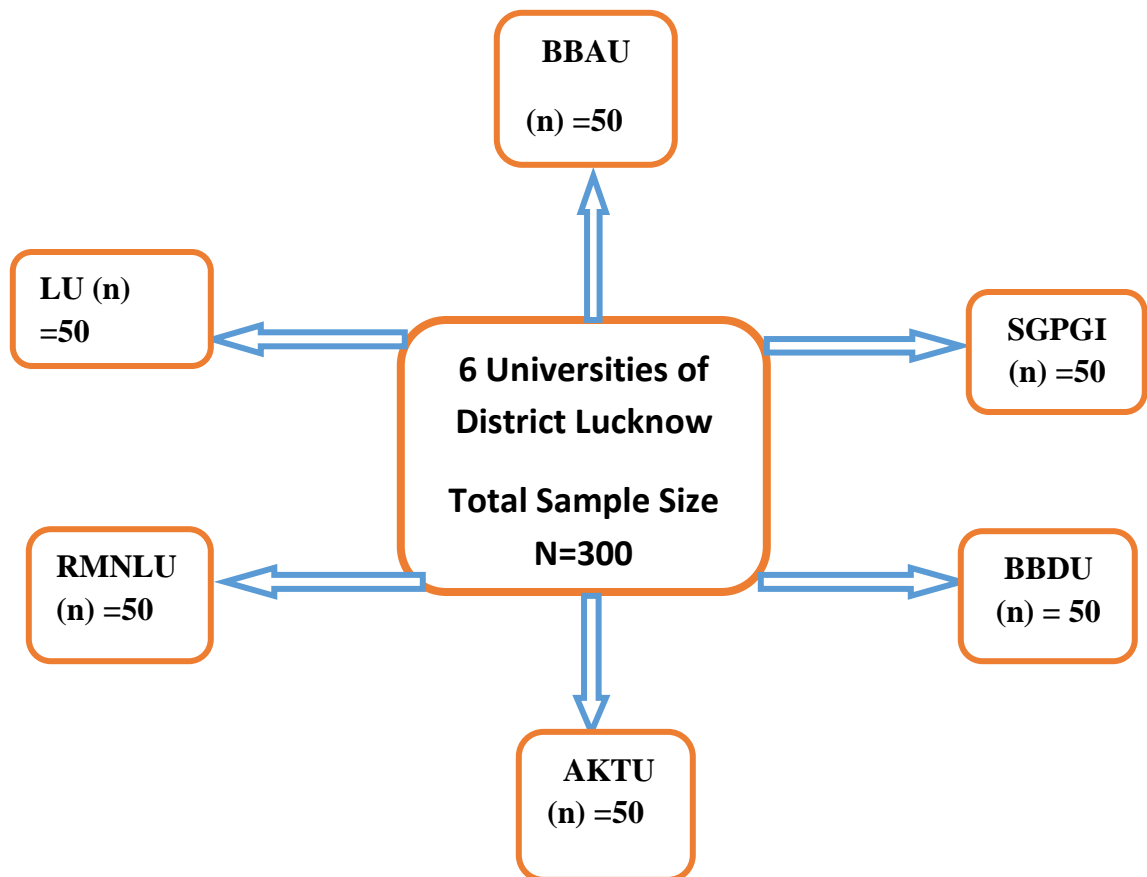 BBAU
(n) =50
LU (n)
=50
SGPGI
(n) =50
6 Universities of
District Lucknow
Total Sample Size
N=300
RMNLU
(n) =50
BBDU
(n) = 50
AKTU
(n) =50